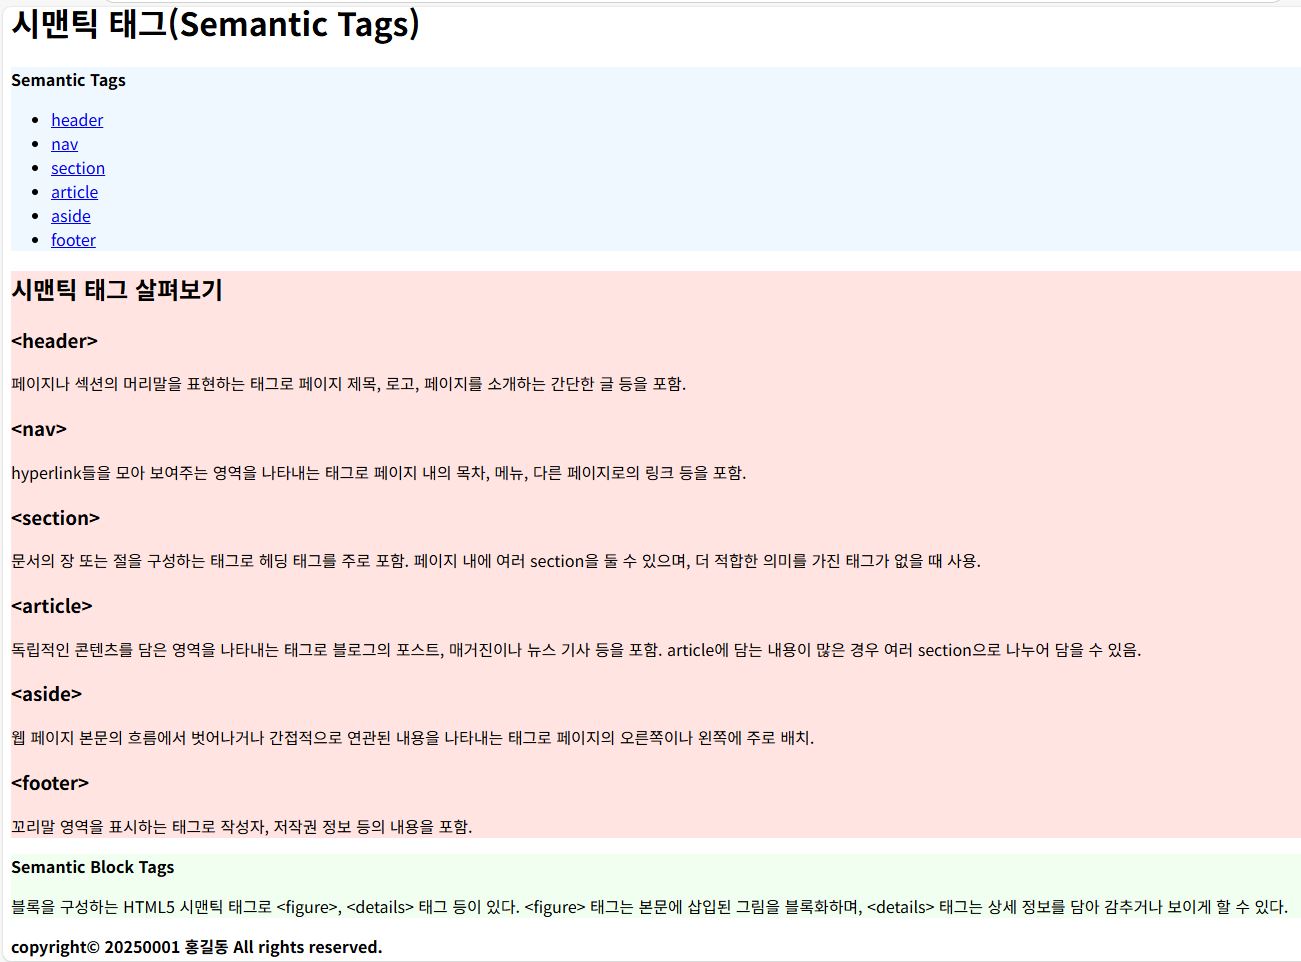 시맨틱 태그(Semantic Tags)
Semantic Tags
header
nav
section
article
aside
footer
시맨틱 태그 살펴보기
<header>
페이지나 섹션의 머리말을 표현하는 태그로 페이지 제목, 로고, 페이지를 소개하는 간단한 글 등을 포함.
<nav>
hyperlink들을 모아 보여주는 영역을 나타내는 태그로 페이지 내의 목차, 메뉴, 다른 페이지로의 링크 등을 포함.
<section>
문서의 장 또는 절을 구성하는 태그로 헤딩 태그를 주로 포함. 페이지 내에 여러 section을 둘 수 있으며, 더 적합한 의미를 가진 태그가 없을 때 사용.
<article>
독립적인 콘텐츠를 담은 영역을 나타내는 태그로 블로그의 포스트, 매거진이나 뉴스 기사 등을 포함. article에 담는 내용이 많은 경우 여러 section으로 나누어 담을 수 있음.
<aside>
웹 페이지 본문의 흐름에서 벗어나거나 간접적으로 연관된 내용을 나타내는 태그로 페이지의 오른쪽이나 왼쪽에 주로 배치.
<footer>
꼬리말 영역을 표시하는 태그로 작성자, 저작권 정보 등의 내용을 포함.
Semantic Block Tags
블록을 구성하는 HTML5 시맨틱 태그로 <figure>, <details> 태그 등이 있다. <figure> 태그는 본문에 삽입된 그림을 블록화하며, <details> 태그는 상세 정보를 담아 감추거나 보이게 할 수 있다.
copyright© 20250001 홍길동 All rights reserved.